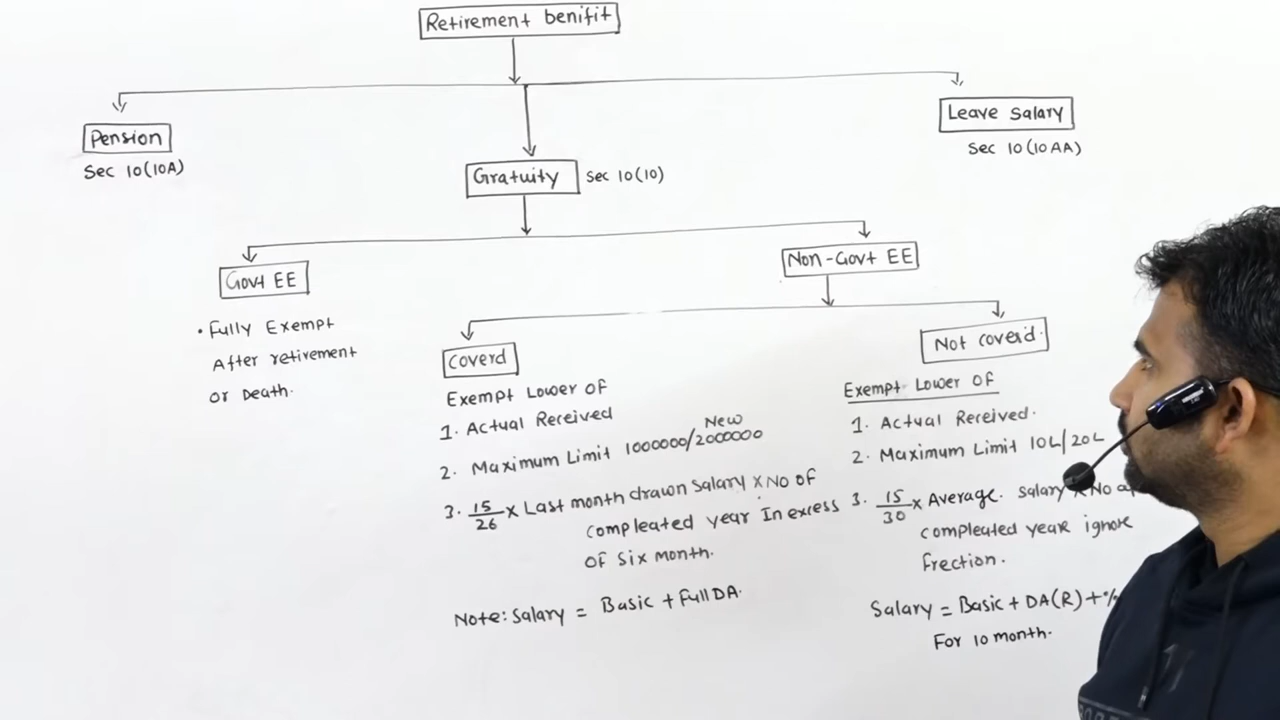 Retirement benifit
Pension
Sec 10(10A)
Gratuity
Sec 10(10)
Leave Salary
Sec 10(10AA)
Govt EE
• Fully Exempt
After retirement
or Death.
Non-Govt EE
Coverd
Exempt Lower of
1. Actual Received
New
2. Maximum Limit 1000000/2000000
3. 15/26 x Last month drawn Salary x No of
compleated year In excess
of Six month.
Note: Salary = Basic + Full DA.
Not coverd.
Exempt Lower of
1. Actual Received.
2. Maximum Limit 10L/20L
3. 15/30 x Average. Salary x No
compleated year ignore
frection.
Salary = Basic + DA(R) + %
For 10 month.